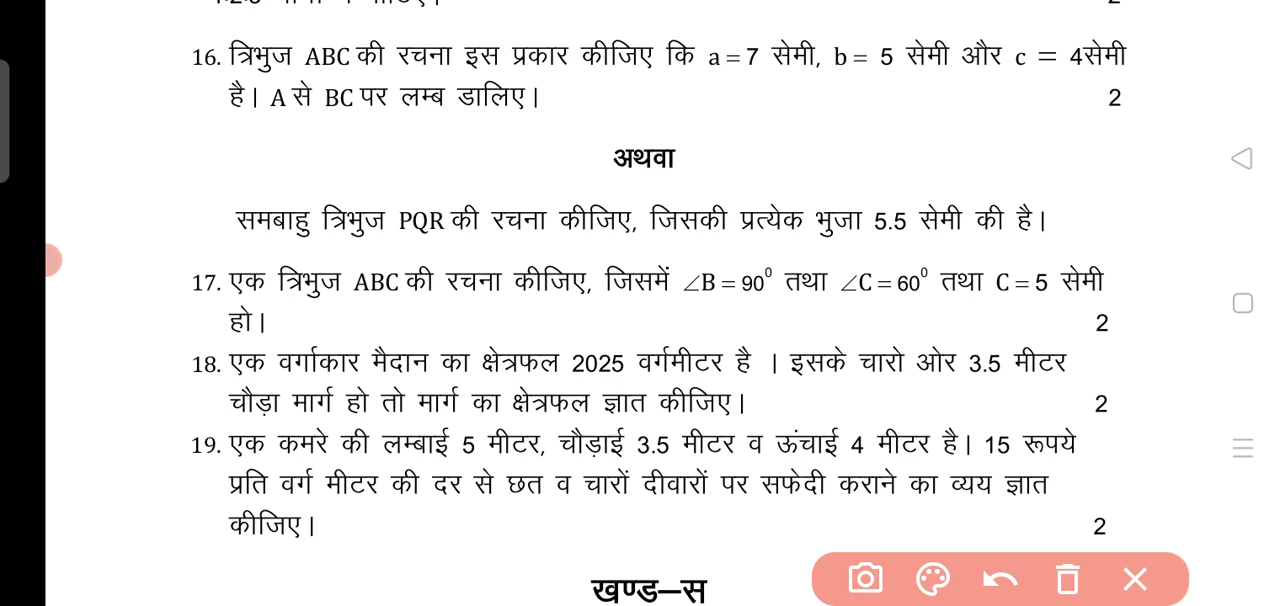 2
16. त्रिभुज ABC की रचना इस प्रकार कीजिए कि a = 7 सेमी, b = 5 सेमी और c = 4सेमी
है। A से BC पर लम्ब डालिए। 2
अथवा
समबाहु त्रिभुज PQR की रचना कीजिए, जिसकी प्रत्येक भुजा 5.5 सेमी की है।
17. एक त्रिभुज ABC की रचना कीजिए, जिसमें ∠B = 90⁰ तथा ∠C = 60⁰ तथा C = 5 सेमी
हो। 2
18. एक वर्गाकार मैदान का क्षेत्रफल 2025 वर्गमीटर है । इसके चारो ओर 3.5 मीटर
चौड़ा मार्ग हो तो मार्ग का क्षेत्रफल ज्ञात कीजिए। 2
19. एक कमरे की लम्बाई 5 मीटर, चौड़ाई 3.5 मीटर व ऊंचाई 4 मीटर है। 15 रूपये
प्रति वर्ग मीटर की दर से छत व चारों दीवारों पर सफेदी कराने का व्यय ज्ञात
कीजिए। 2
खण्ड–स